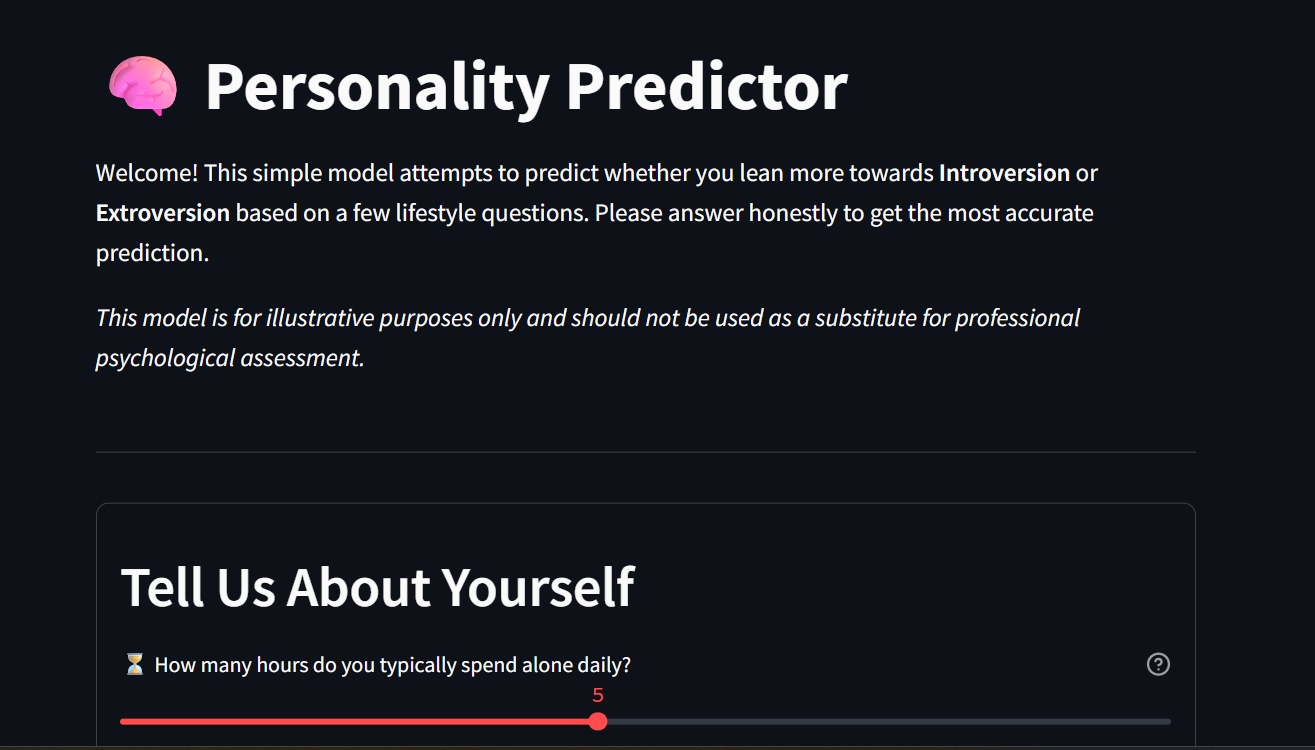 Personality Predictor
Welcome! This simple model attempts to predict whether you lean more towards Introversion or
Extroversion based on a few lifestyle questions. Please answer honestly to get the most accurate
prediction.
This model is for illustrative purposes only and should not be used as a substitute for professional
psychological assessment.
Tell Us About Yourself
How many hours do you typically spend alone daily?
5